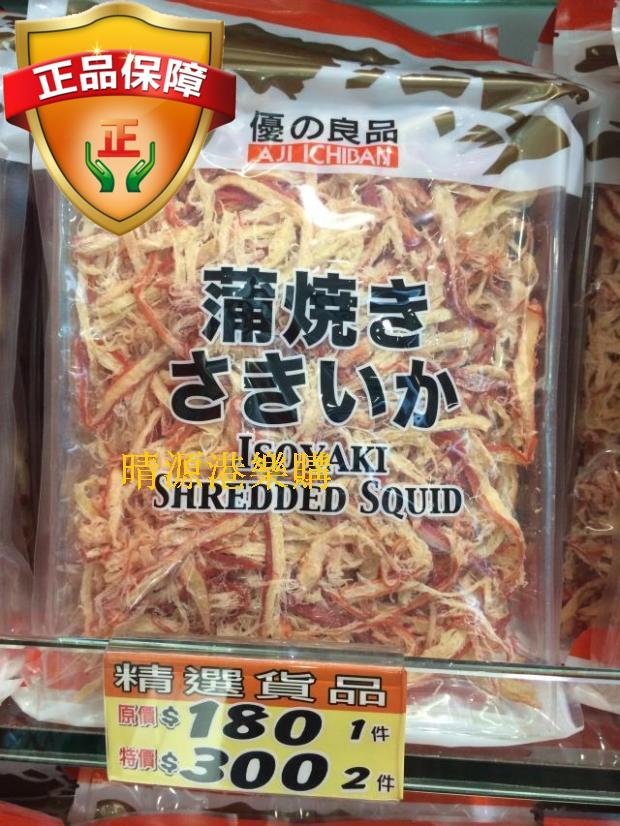 正品保障
正
優の良品
AJI ICHIBAN
蒲焼き
さきいか
ISOYAKI
晴源港樂購
SHREDDED SQUID
精選貨品
原價$180 1件
特價$300 2件